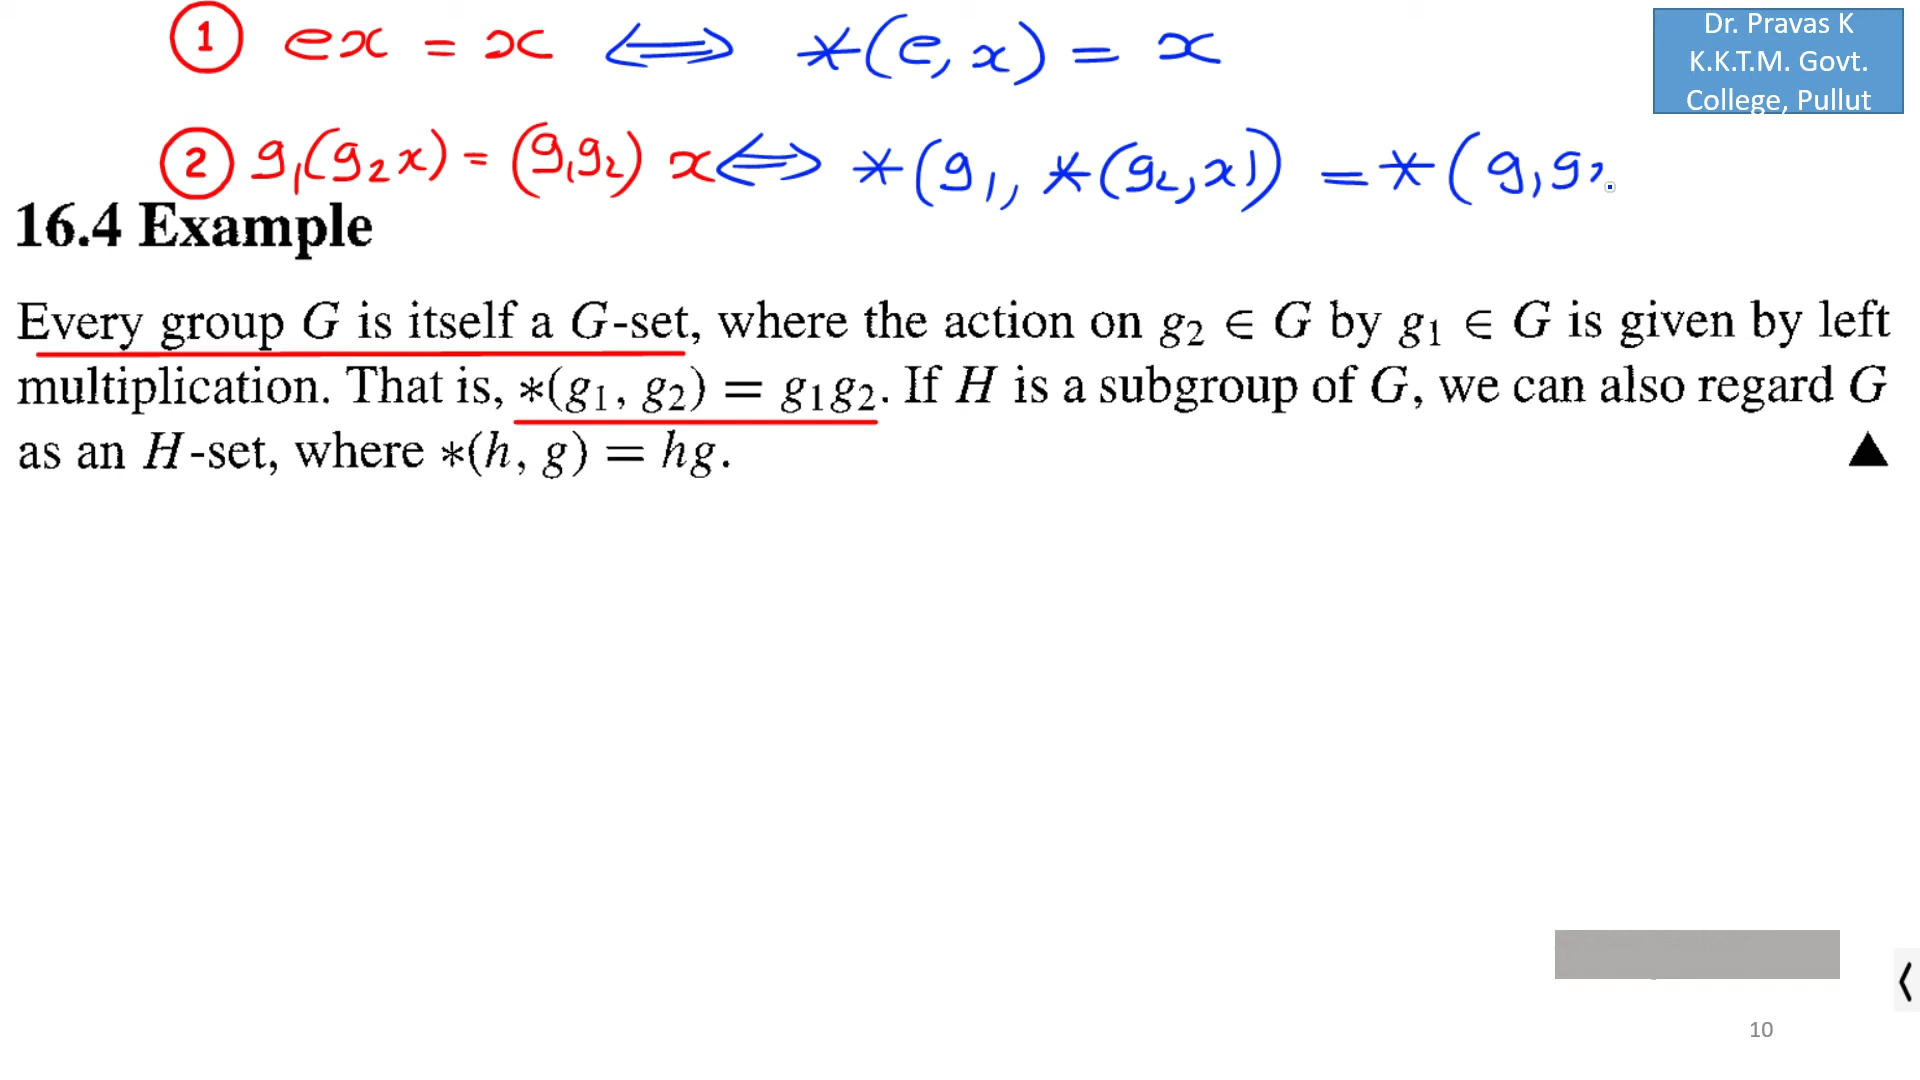 ① ex = x ⟺ *(e, x) = x
Dr. Pravas K
K.K.T.M. Govt.
College, Pullut
② g₁(g₂x) = (g₁g₂) x ⟺ *(g₁, *(g₂, x)) = *(g₁g₂
16.4 Example
Every group G is itself a G-set, where the action on g₂ ∈ G by g₁ ∈ G is given by left
multiplication. That is, *(g₁, g₂) = g₁g₂. If H is a subgroup of G, we can also regard G
as an H-set, where *(h, g) = hg. ▲
10